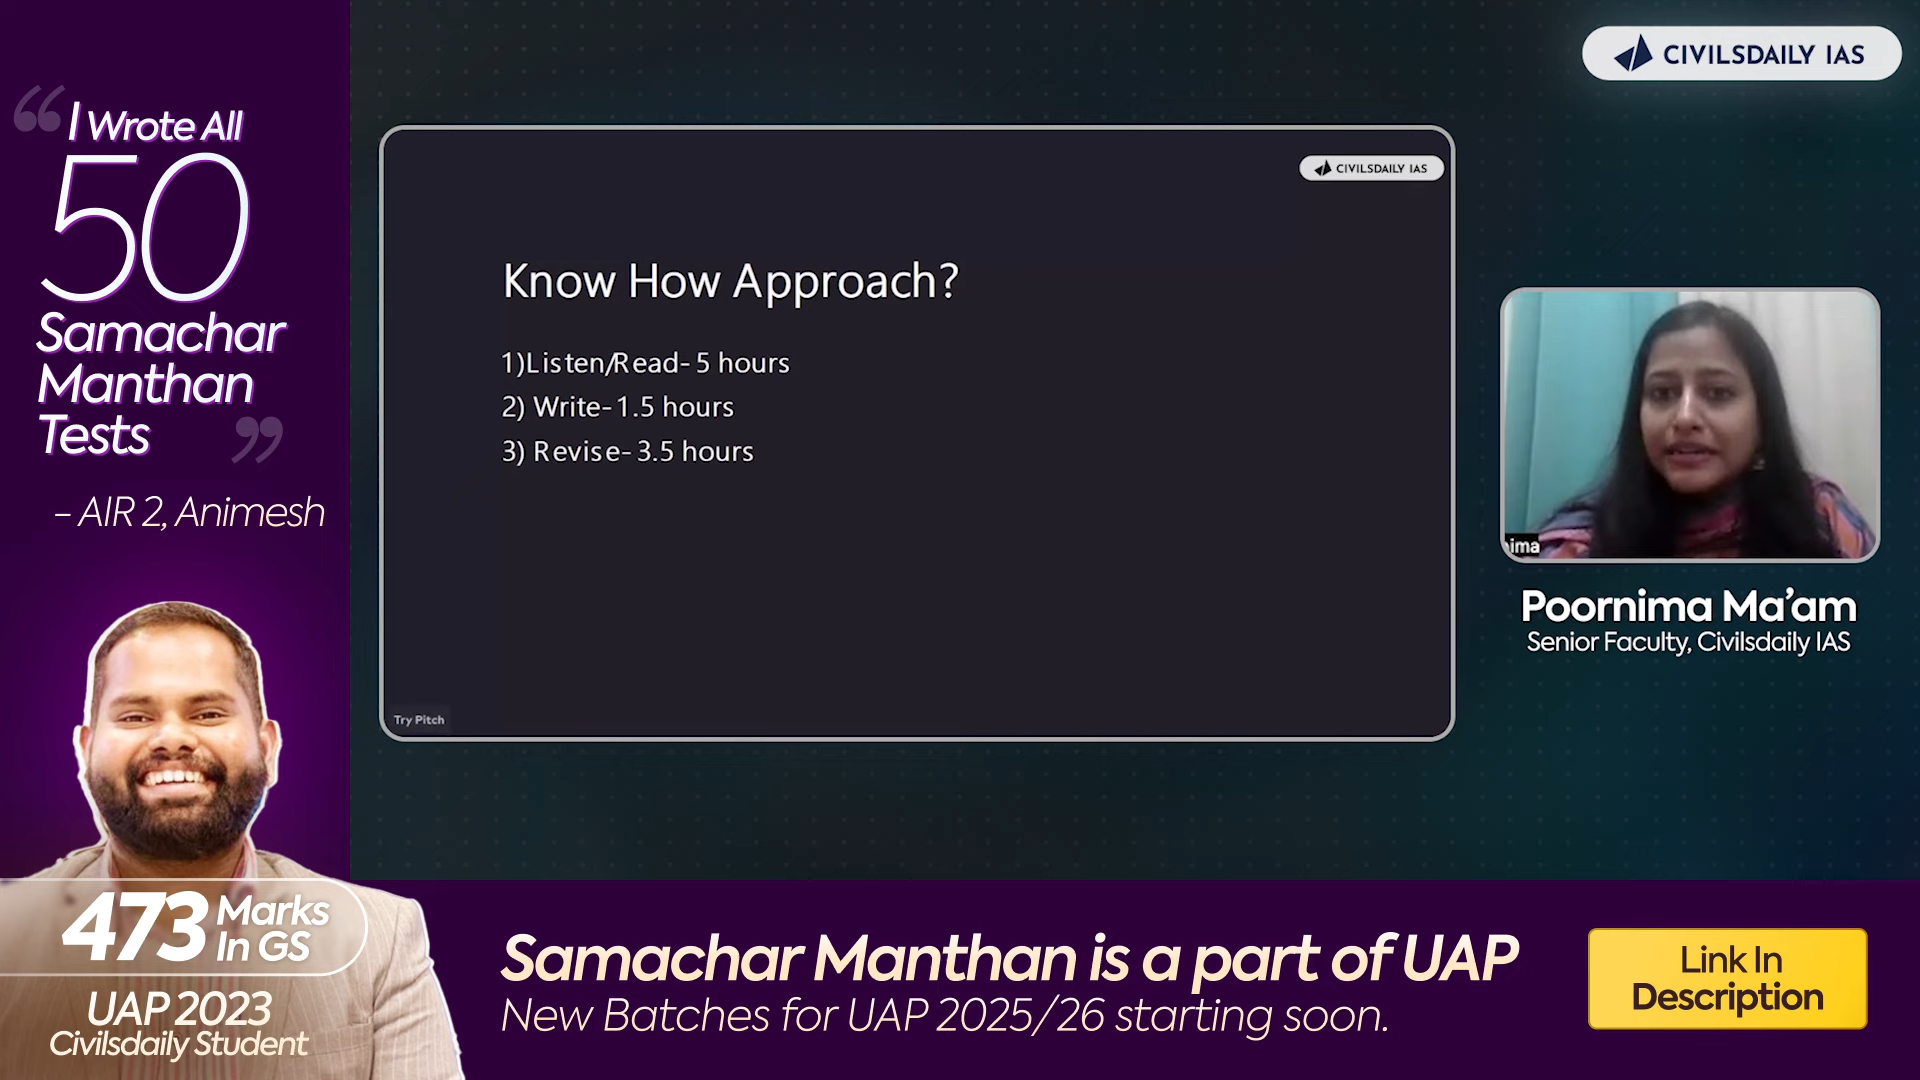 “I Wrote All
50
Samachar
Manthan
Tests”
– AIR 2, Animesh
473 Marks
In GS
UAP 2023
Civilsdaily Student
CIVILSDAILY IAS
CIVILSDAILY IAS
Know How Approach?
1)Listen/Read- 5 hours
2) Write- 1.5 hours
3) Revise- 3.5 hours
Try Pitch
Poornima Ma’am
Senior Faculty, Civilsdaily IAS
Samachar Manthan is a part of UAP
New Batches for UAP 2025/26 starting soon.
Link In
Description